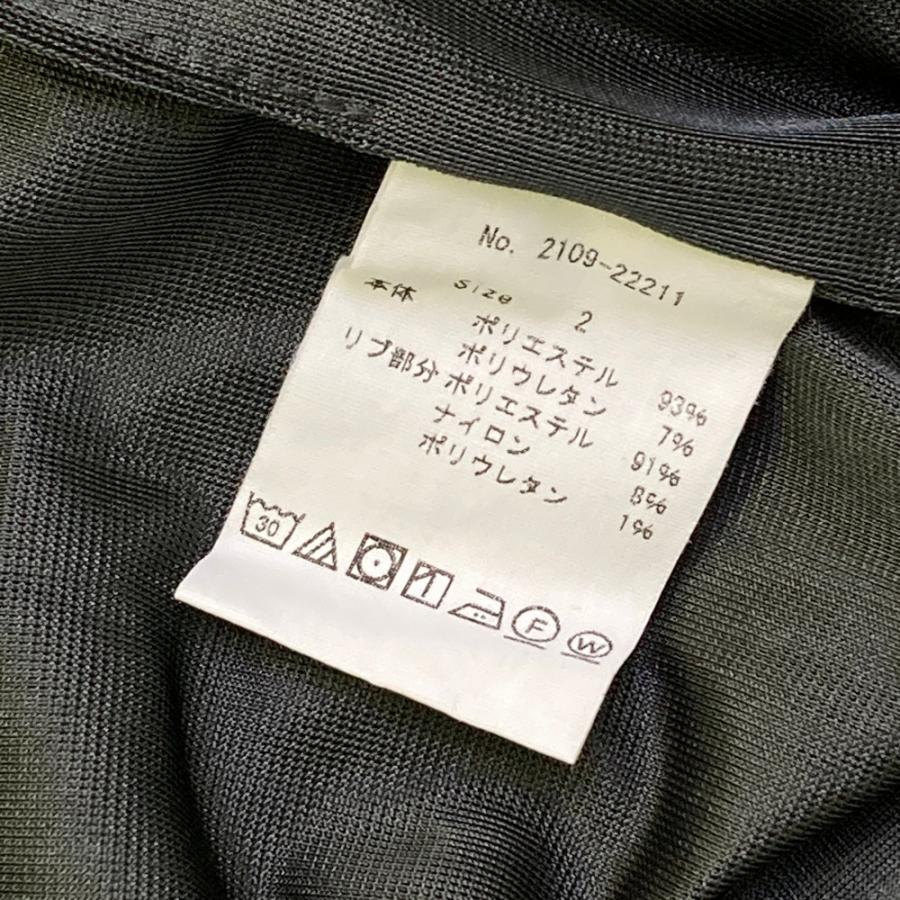 No. 2109-22211
Size 2
本体 ポリエステル 93%
ポリウレタン 7%
リブ部分 ポリエステル 91%
ナイロン 8%
ポリウレタン 1%
30
F W